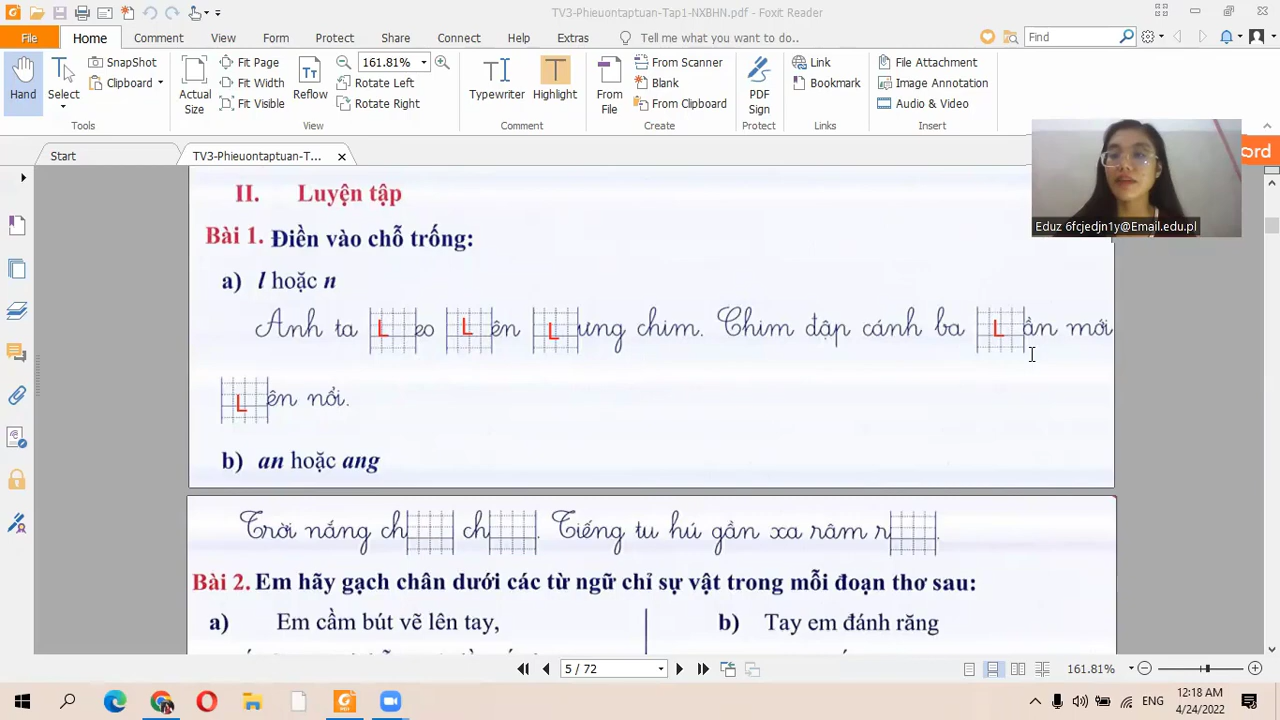 TV3-Phieuontaptuan-Tap1-NXBHN.pdf - Foxit Reader
File Home Comment View Form Protect Share Connect Help Extras Tell me what you want to do... Find
Hand
Select
SnapShot
Clipboard
Tools
Actual Size
Fit Page
Fit Width
Fit Visible
Reflow
161.81%
Rotate Left
Rotate Right
View
Typewriter
Highlight
Comment
From File
From Scanner
Blank
From Clipboard
Create
PDF Sign
Protect
Link
Bookmark
Links
File Attachment
Image Annotation
Audio & Video
Insert
Start TV3-Phieuontaptuan-T...
ord
Eduz 6fcjedjn1y@Email.edu.pl
II. Luyện tập
Bài 1. Điền vào chỗ trống:
a) l hoặc n
Anh ta L eo L ên L ưng chim. Chim đập cánh ba L ần mới
L ên nổi.
b) an hoặc ang
Trời nắng ch ch . Tiếng tu hú gần xa râm r .
Bài 2. Em hãy gạch chân dưới các từ ngữ chỉ sự vật trong mỗi đoạn thơ sau:
a) Em cầm bút vẽ lên tay,
b) Tay em đánh răng
5 / 72
161.81%
ENG
12:18 AM
4/24/2022